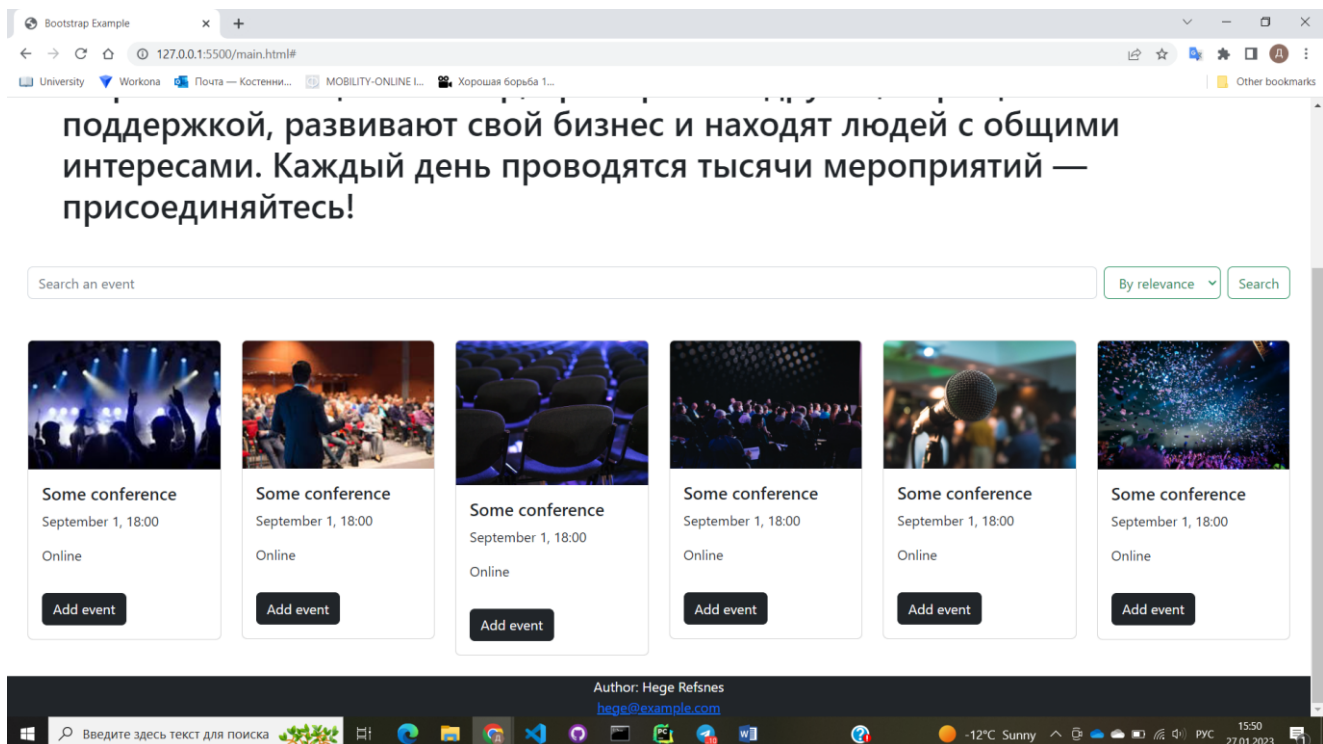 Bootstrap Example
127.0.0.1:5500/main.html#
University Workona Почта — Костенни... MOBILITY-ONLINE I... Хорошая борьба 1... Other bookmarks
поддержкой, развивают свой бизнес и находят людей с общими
интересами. Каждый день проводятся тысячи мероприятий —
присоединяйтесь!
Search an event By relevance Search
Some conference
September 1, 18:00
Online
Add event
Some conference
September 1, 18:00
Online
Add event
Some conference
September 1, 18:00
Online
Add event
Some conference
September 1, 18:00
Online
Add event
Some conference
September 1, 18:00
Online
Add event
Some conference
September 1, 18:00
Online
Add event
Author: Hege Refsnes
hege@example.com
Введите здесь текст для поиска -12°C Sunny РУС 15:50
27.01.2023